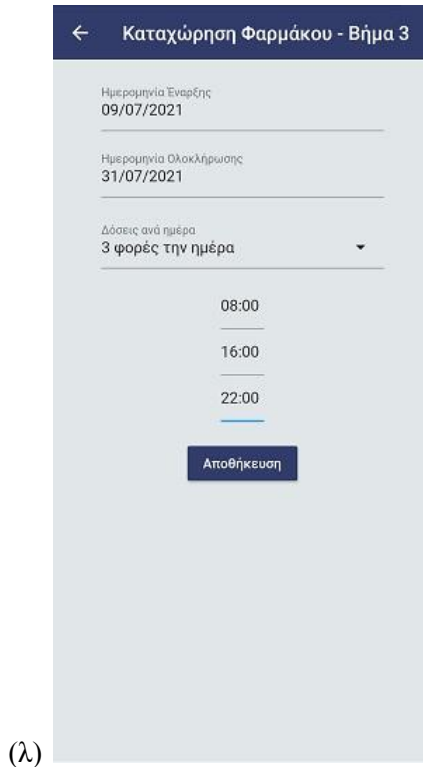 ← Καταχώρηση Φαρμάκου - Βήμα 3
Ημερομηνία Έναρξης
09/07/2021
Ημερομηνία Ολοκλήρωσης
31/07/2021
Δόσεις ανά ημέρα
3 φορές την ημέρα
08:00
16:00
22:00
Αποθήκευση
(λ)